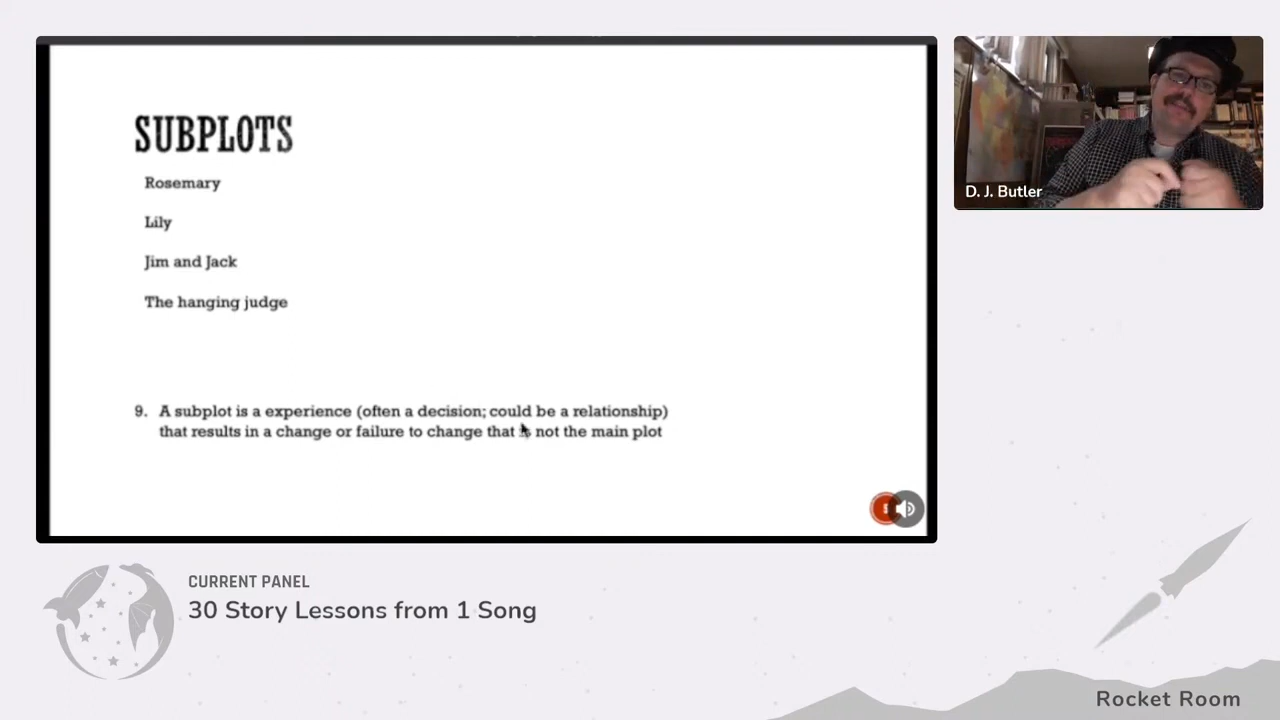 SUBPLOTS
Rosemary
Lily
Jim and Jack
The hanging judge
9. A subplot is a experience (often a decision; could be a relationship)
that results in a change or failure to change that is not the main plot
D. J. Butler
CURRENT PANEL
30 Story Lessons from 1 Song
Rocket Room